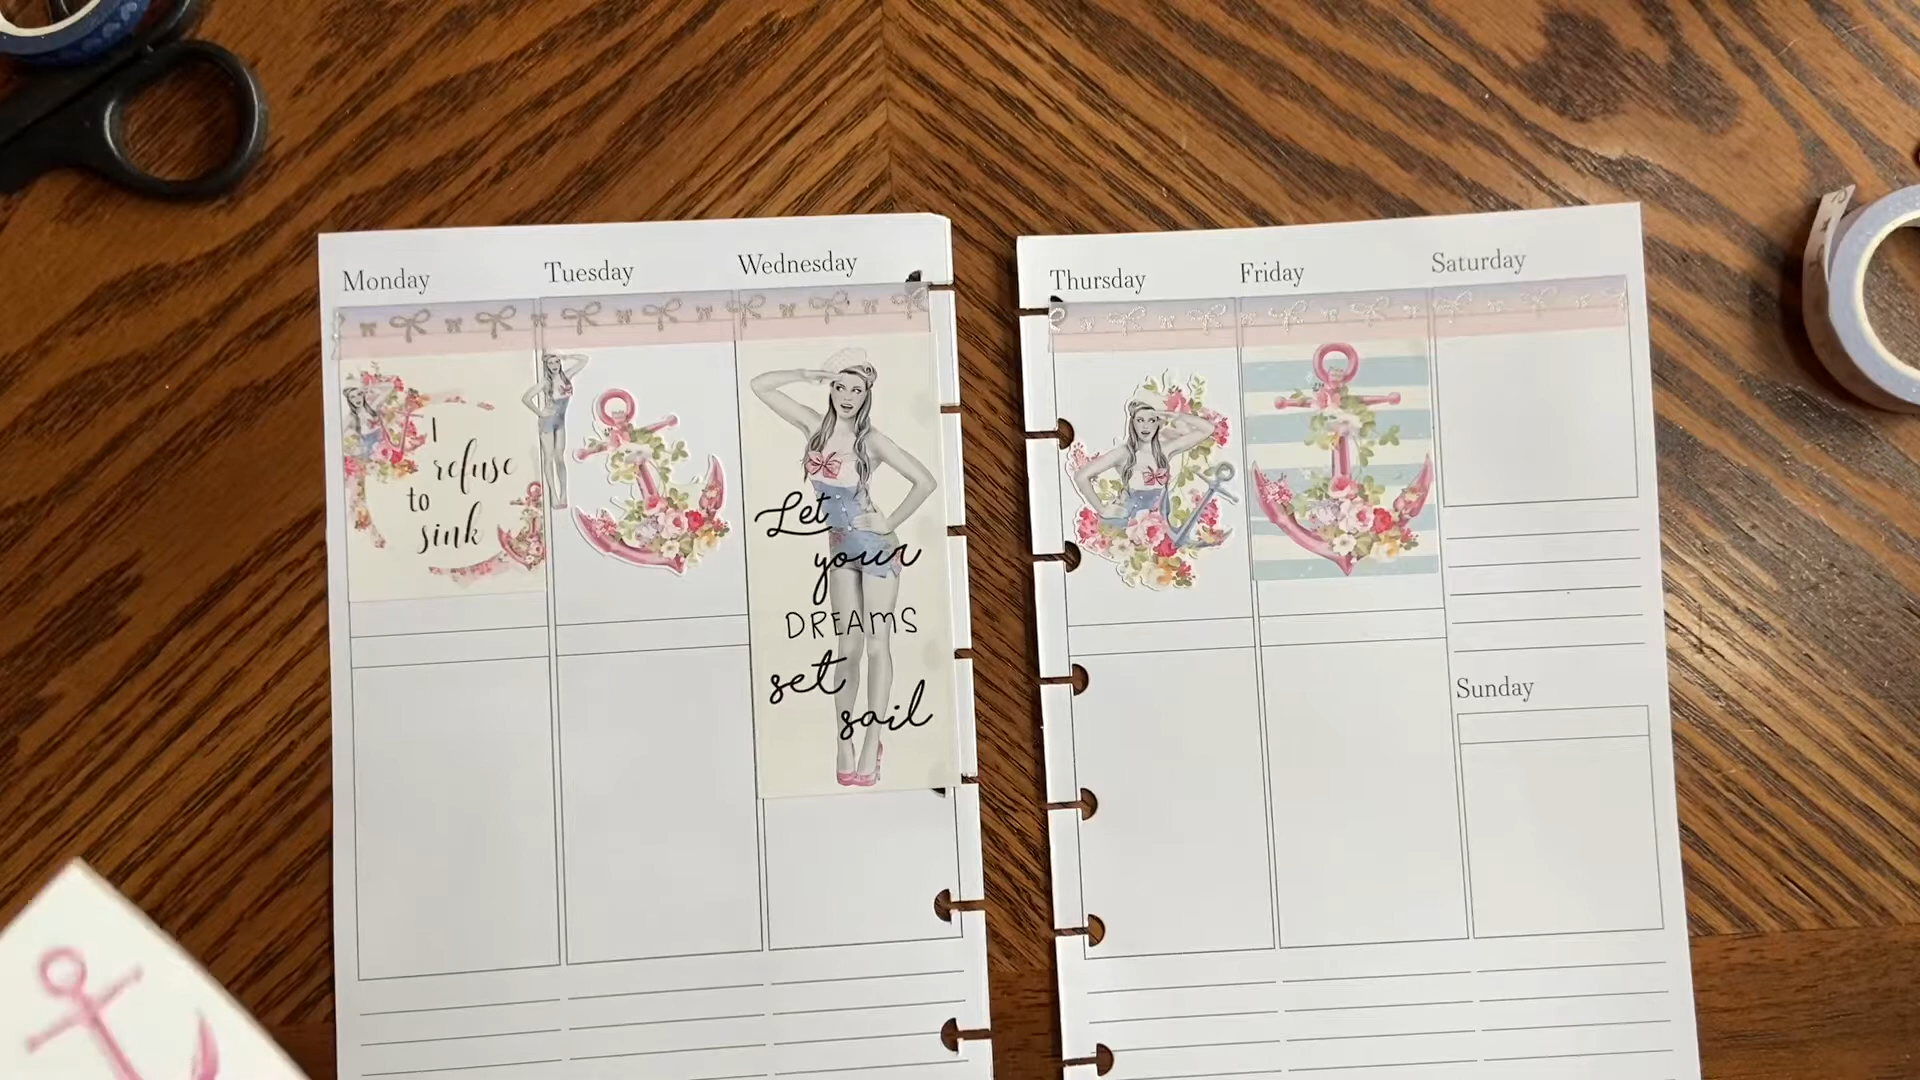 Monday
Tuesday
Wednesday
Thursday
Friday
Saturday
I
refuse
to
sink
Let
your
DREAMS
set
sail
Sunday